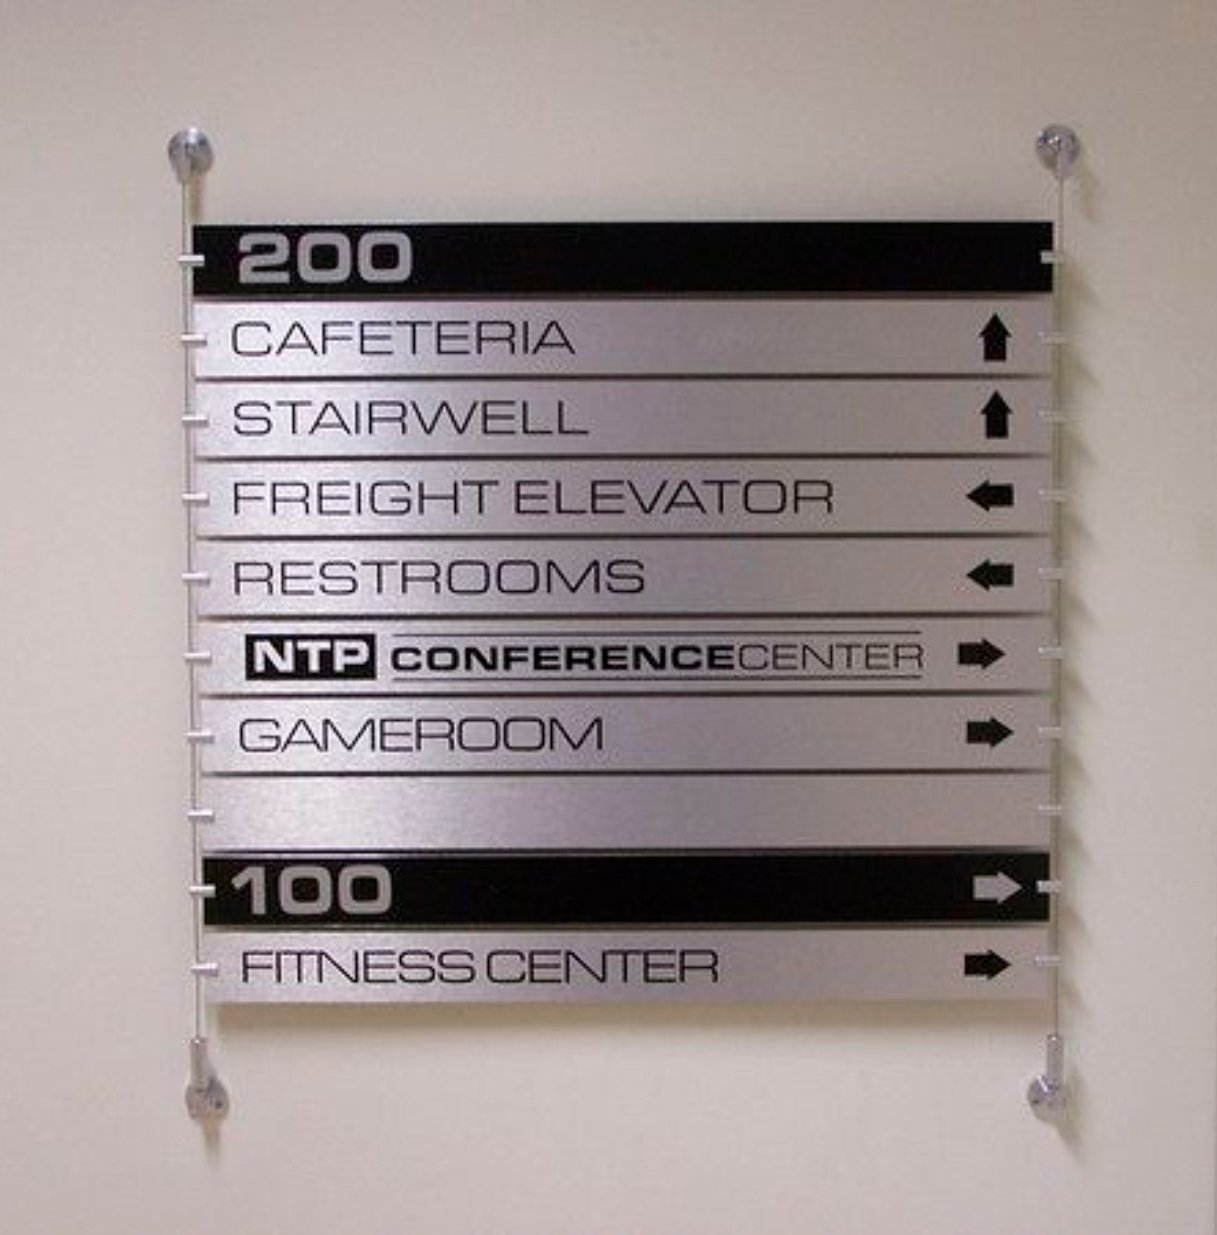 200
CAFETERIA
STAIRWELL
FREIGHT ELEVATOR
RESTROOMS
NTP CONFERENCECENTER
GAMEROOM
100
FITNESS CENTER